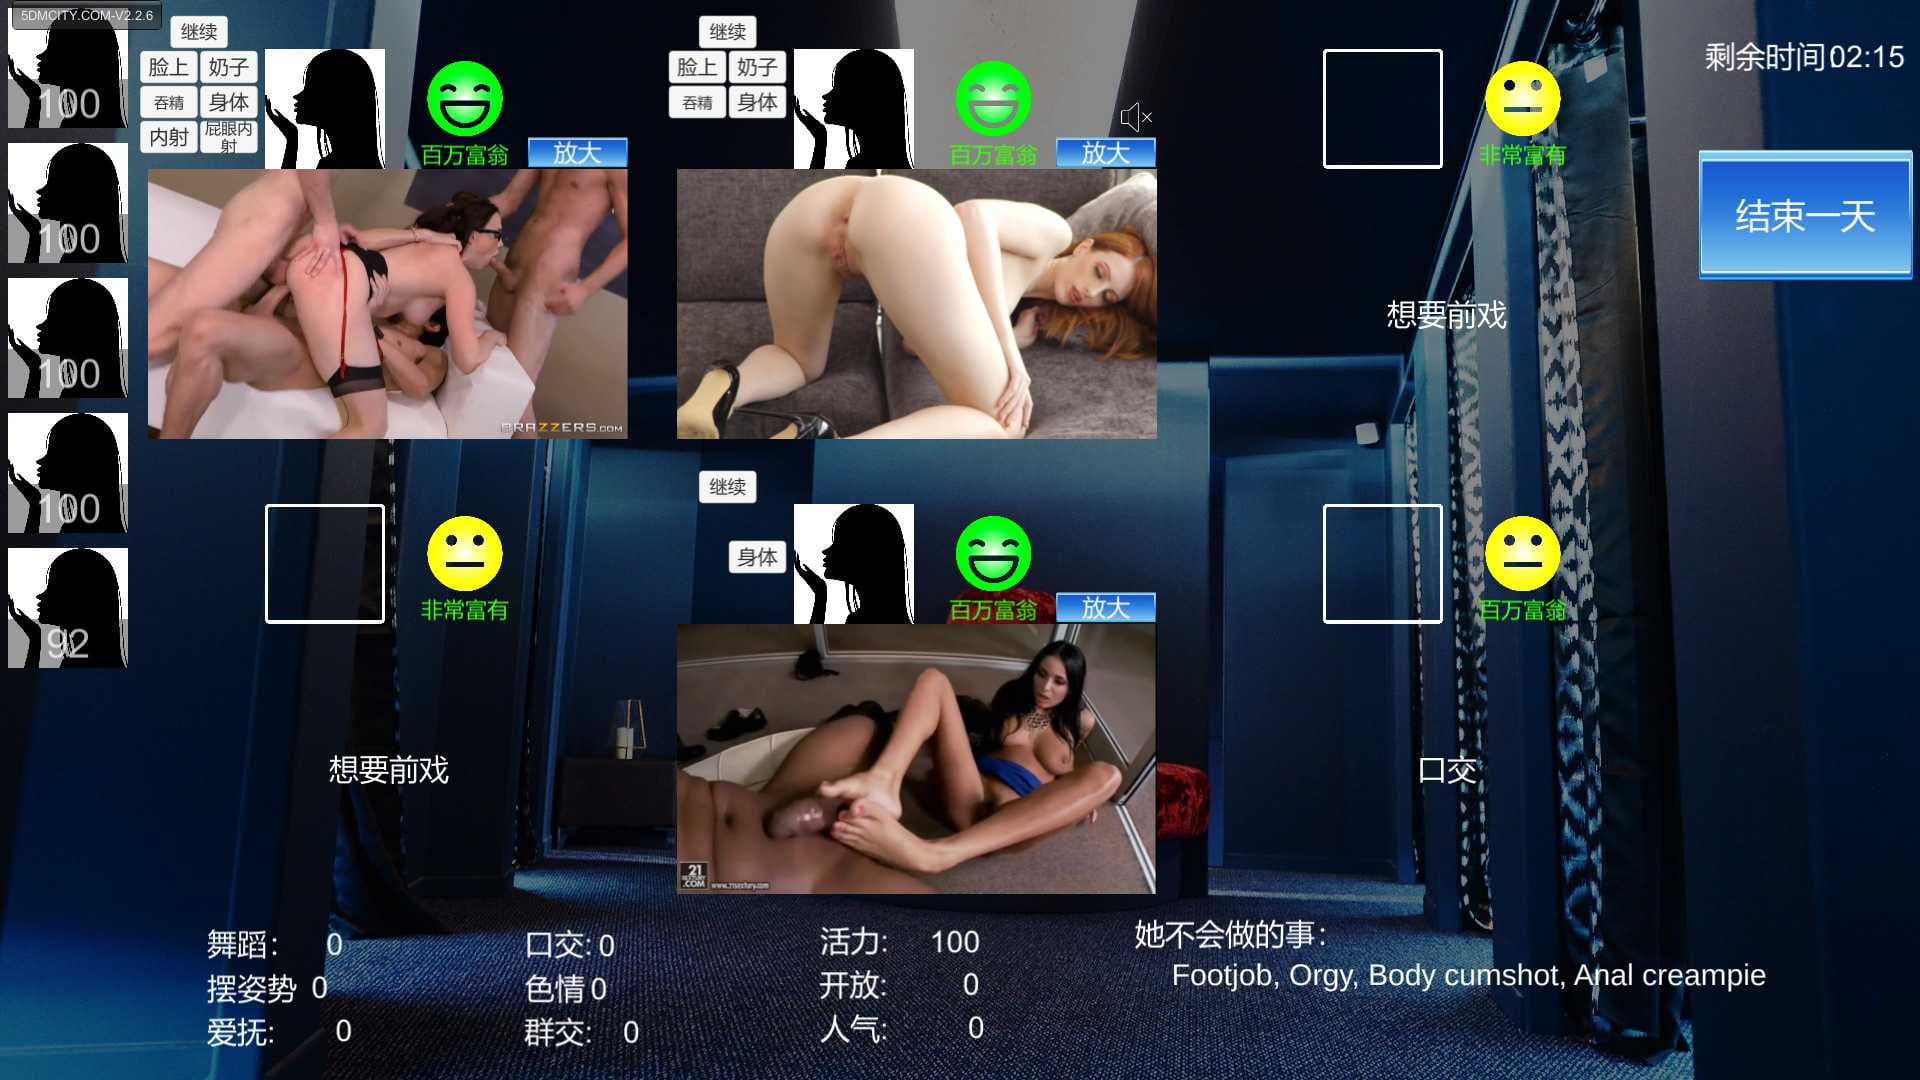 5DMCITY.COM-V2.2.6
继续
脸上 奶子
吞精 身体
内射 屁眼内射
百万富翁
放大
继续
脸上 奶子
吞精 身体
百万富翁
放大
非常富有
剩余时间02:15
结束一天
想要前戏
100
100
100
100
92
BRAZZERS.COM
非常富有
想要前戏
继续
身体
百万富翁
放大
百万富翁
口交
21
SEXTURY
.COM
www.21sextury.com
舞蹈: 0
摆姿势 0
爱抚: 0
口交: 0
色情 0
群交: 0
活力: 100
开放: 0
人气: 0
她不会做的事:
Footjob, Orgy, Body cumshot, Anal creampie